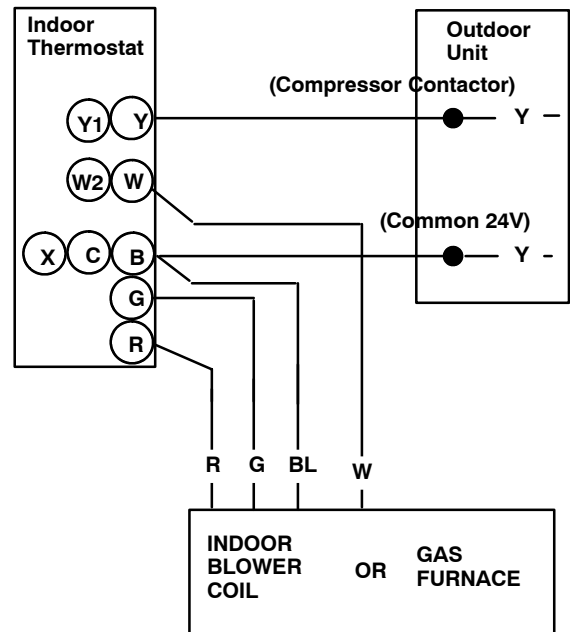 Indoor
Thermostat
Outdoor
Unit
(Compressor Contactor)
Y1 Y
Y –
W2 W
(Common 24V)
X C B
Y -
G
R
R G BL W
INDOOR
BLOWER
COIL
OR
GAS
FURNACE